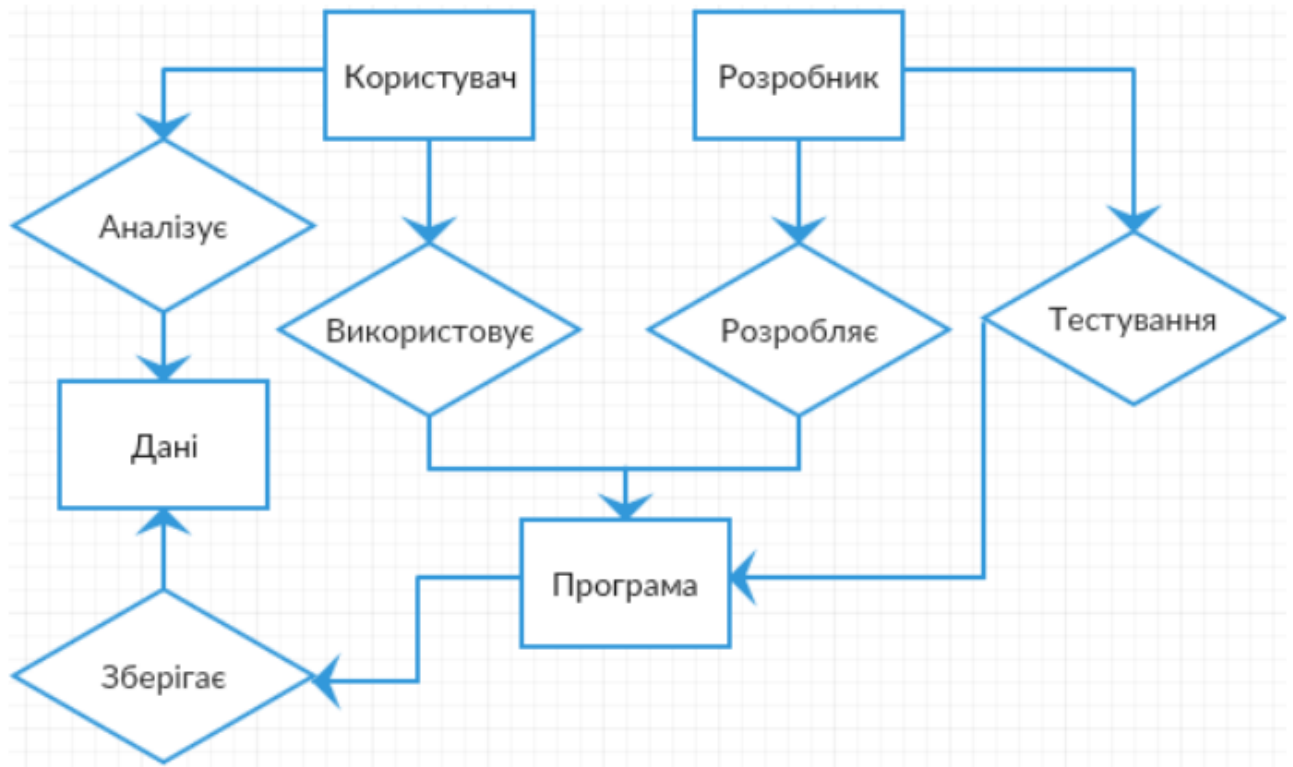 Користувач
Розробник
Аналізує
Використовує
Розробляє
Тестування
Дані
Програма
Зберігає